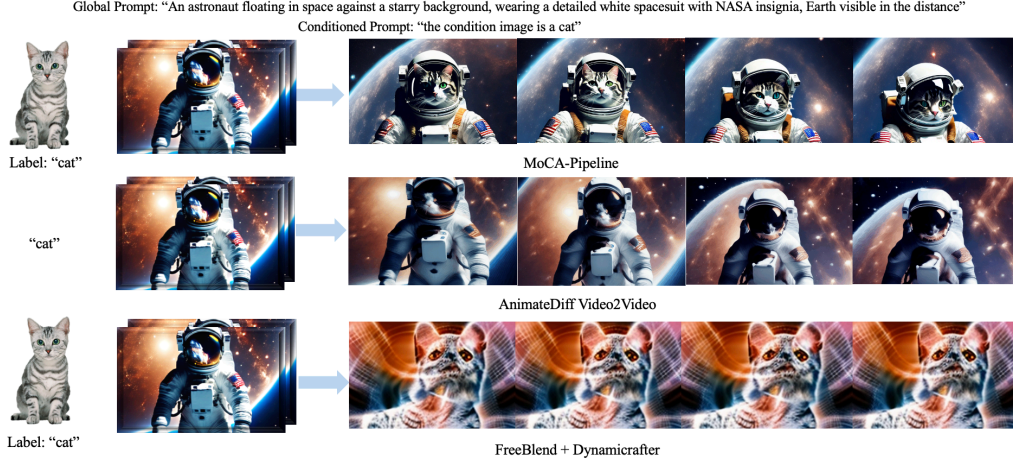 Global Prompt: “An astronaut floating in space against a starry background, wearing a detailed white spacesuit with NASA insignia, Earth visible in the distance”
Conditioned Prompt: “the condition image is a cat”
Label: “cat”
MoCA-Pipeline
“cat”
AnimateDiff Video2Video
Label: “cat”
FreeBlend + Dynamicrafter